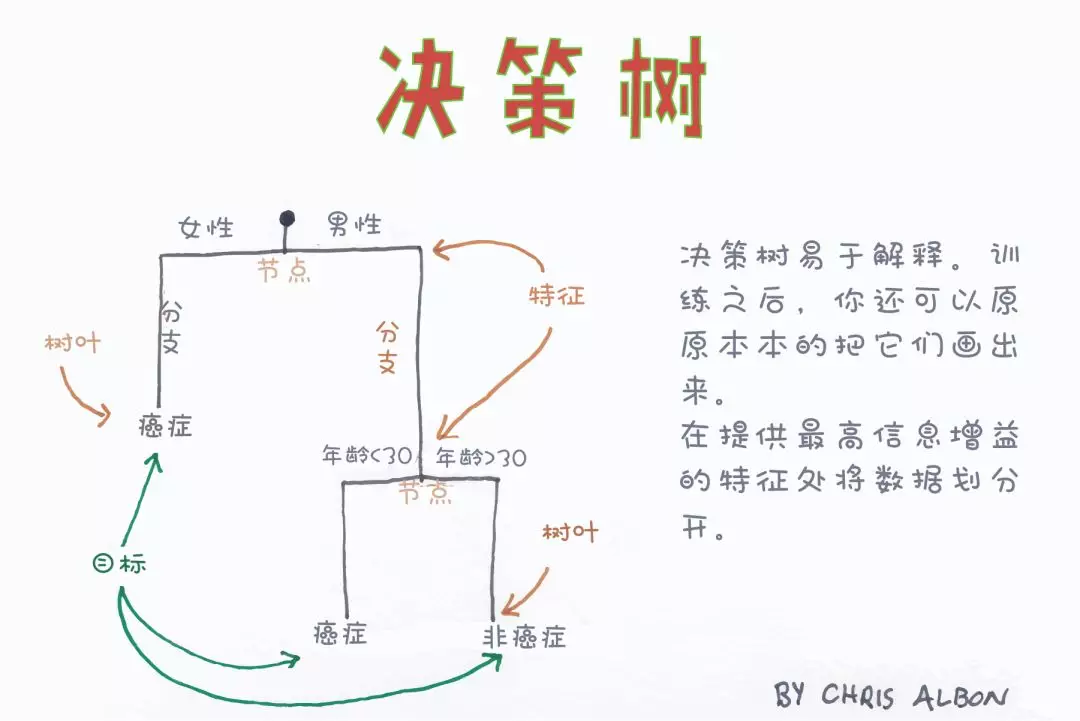 决策树
女性
男性
节点
特征
分支
分支
树叶
癌症
年龄<30
年龄>30
节点
树叶
目标
癌症
非癌症
决策树易于解释。训
练之后，你还可以原
原本本的把它们画出
来。
在提供最高信息增益
的特征处将数据划分
开。
BY CHRIS ALBON